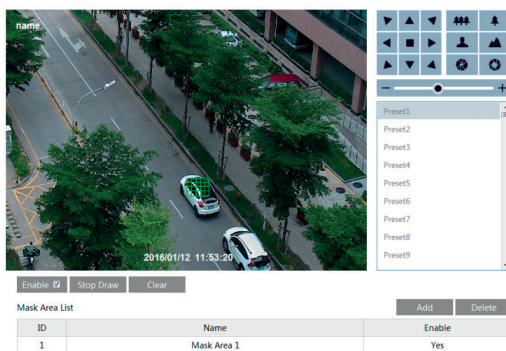 name
2016/01/12 11:53:20
Preset1
Preset2
Preset3
Preset4
Preset5
Preset6
Preset7
Preset8
Preset9
Enable Stop Draw Clear
Mask Area List Add Delete
ID Name Enable
1 Mask Area 1 Yes